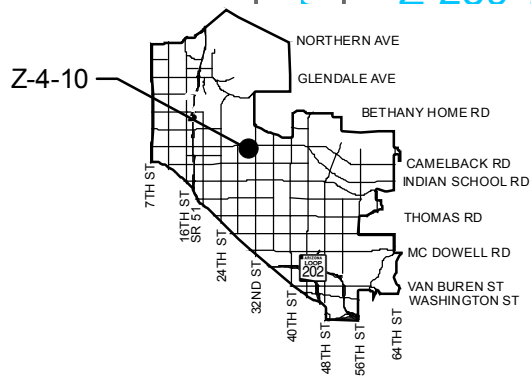 NORTHERN AVE
GLENDALE AVE
Z-4-10
BETHANY HOME RD
CAMELBACK RD
INDIAN SCHOOL RD
THOMAS RD
MC DOWELL RD
VAN BUREN ST
WASHINGTON ST
7TH ST
16TH ST
SR 51
24TH ST
32ND ST
40TH ST
48TH ST
56TH ST
64TH ST
ARIZONA
LOOP
202